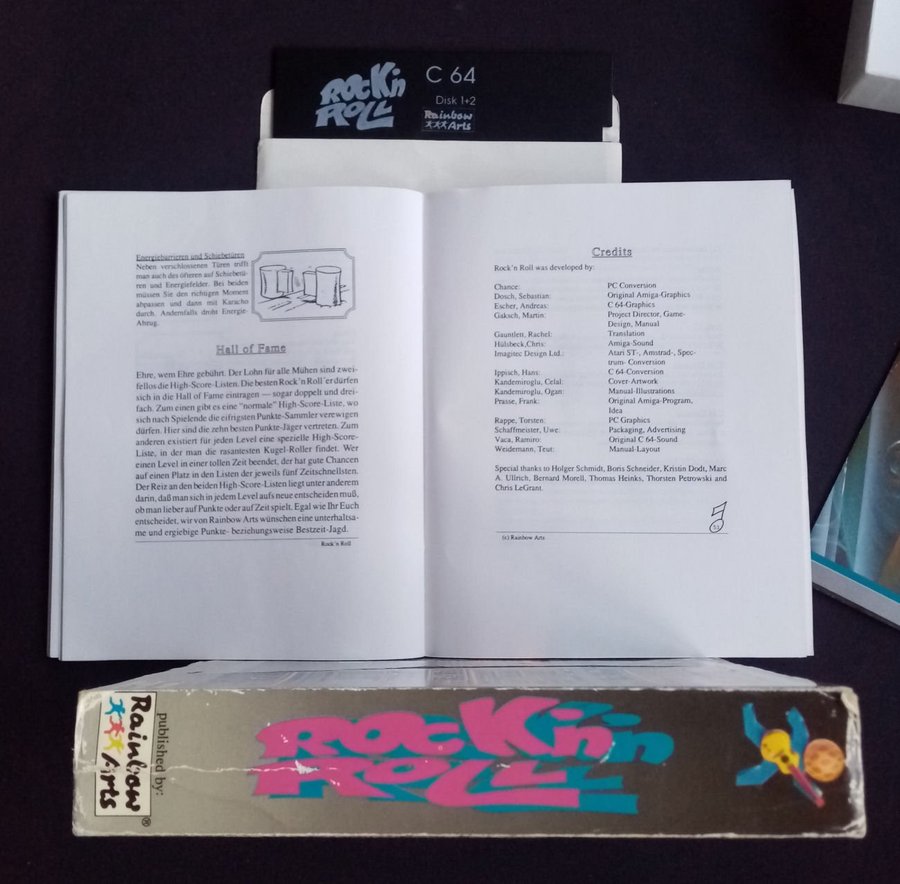 Rock'n
Roll
C 64
Disk 1+2
Rainbow
Arts
Energiebarrieren und Schiebetüren
Neben verschlossenen Türen trifft
man auch des öfteren auf Schiebetü-
ren und Energiefelder. Bei beiden
müssen Sie den richtigen Moment
abpassen und dann mit Karacho
durch. Andernfalls droht Energie-
Abzug.
Hall of Fame
Ehre, wem Ehre gebührt. Der Lohn für alle Mühen sind zwei-
fellos die High-Score-Listen. Die besten Rock'n Roll´er dürfen
sich in die Hall of Fame eintragen — sogar doppelt und drei-
fach. Zum einen gibt es eine "normale" High-Score-Liste, wo
sich nach Spielende die eifrigsten Punkte-Sammler verewigen
dürfen. Hier sind die zehn besten Punkte-Jäger vertreten. Zum
anderen existiert für jeden Level eine spezielle High-Score-
Liste, in der man die rasantesten Kugel-Roller findet. Wer
einen Level in einer tollen Zeit beendet, der hat gute Chancen
auf einen Platz in den Listen der jeweils fünf Zeitschnellsten.
Der Reiz an den beiden High-Score-Listen liegt unter anderem
darin, daß man sich in jedem Level aufs neue entscheiden muß,
ob man lieber auf Punkte oder auf Zeit spielt. Egal wie Ihr Euch
entscheidet, wir von Rainbow Arts wünschen eine unterhaltsa-
me und ergiebige Punkte- beziehungsweise Bestzeit-Jagd.
Rock'n Roll
Credits
Rock'n Roll was developed by:
Chance: PC Conversion
Dosch, Sebastian: Original Amiga-Graphics
Escher, Andreas: C 64-Graphics
Gaksch, Martin: Project Director, Game-
Design, Manual
Gauntlen, Rachel: Translation
Hülsbeck,Chris: Amiga-Sound
Imagitec Design Ltd.: Atari ST-, Amstrad-, Spec-
trum- Conversion
Ippisch, Hans: C 64-Conversion
Kandemiroglu, Celal: Cover-Artwork
Kandemiroglu, Ogan: Manual-Illustrations
Prasse, Frank: Original Amiga-Program,
Idea
Rappe, Torsten: PC Graphics
Schaffmeister, Uwe: Packaging, Advertising
Vaca, Ramiro: Original C 64-Sound
Weidemann, Teut: Manual-Layout
Special thanks to Holger Schmidt, Boris Schneider, Kristin Dodt, Marc
A. Ullrich, Bernard Morell, Thomas Heinks, Thorsten Petrowski and
Chris LeGrant.
(c) Rainbow Arts
published by:
Rainbow
Arts®
Rock'n
Roll